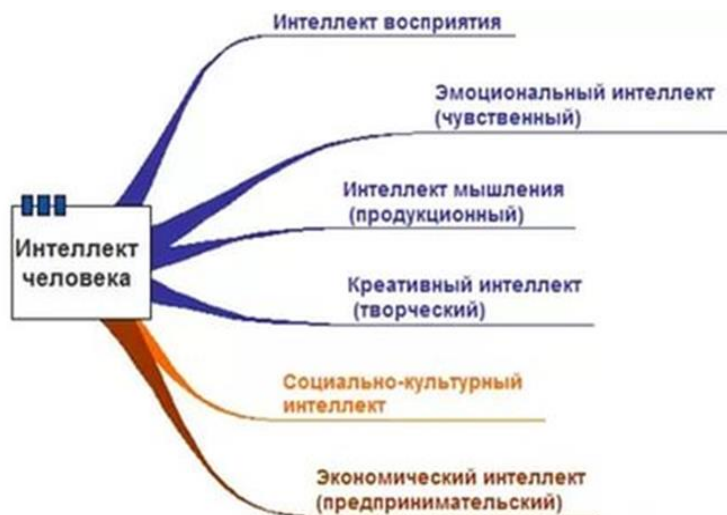 Интеллект восприятия
Эмоциональный интеллект
(чувственный)
Интеллект мышления
(продукционный)
Интеллект
человека
Креативный интеллект
(творческий)
Социально-культурный
интеллект
Экономический интеллект
(предпринимательский)